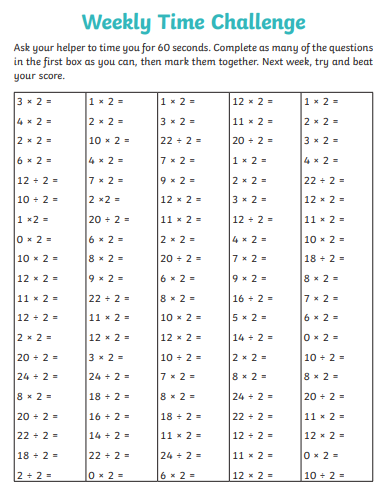 Weekly Time Challenge
Ask your helper to time you for 60 seconds. Complete as many of the questions
in the first box as you can, then mark them together. Next week, try and beat
your score.
3 × 2 =
4 × 2 =
2 × 2 =
6 × 2 =
12 ÷ 2 =
10 ÷ 2 =
1 ×2 =
0 × 2 =
10 × 2 =
12 × 2 =
11 × 2 =
12 ÷ 2 =
2 × 2 =
20 ÷ 2 =
24 ÷ 2 =
8 × 2 =
20 ÷ 2 =
22 ÷ 2 =
18 ÷ 2 =
2 ÷ 2 =
1 × 2 =
2 × 2 =
10 × 2 =
4 × 2 =
7 × 2 =
2 ×2 =
20 ÷ 2 =
6 × 2 =
8 × 2 =
9 × 2 =
22 ÷ 2 =
11 × 2 =
12 × 2 =
3 × 2 =
24 ÷ 2 =
18 ÷ 2 =
16 ÷ 2 =
14 ÷ 2 =
22 ÷ 2 =
0 × 2 =
1 × 2 =
3 × 2 =
22 ÷ 2 =
7 × 2 =
9 × 2 =
12 × 2 =
11 × 2 =
2 × 2 =
20 ÷ 2 =
6 × 2 =
8 × 2 =
10 × 2 =
12 × 2 =
10 ÷ 2 =
7 × 2 =
8 × 2 =
18 ÷ 2 =
11 × 2 =
24 ÷ 2 =
6 × 2 =
12 × 2 =
11 × 2 =
20 ÷ 2 =
1 × 2 =
2 × 2 =
3 × 2 =
12 ÷ 2 =
4 × 2 =
7 × 2 =
9 × 2 =
16 ÷ 2 =
5 × 2 =
14 ÷ 2 =
2 × 2 =
8 × 2 =
24 ÷ 2 =
22 ÷ 2 =
12 ÷ 2 =
11 × 2 =
12 × 2 =
1 × 2 =
2 × 2 =
3 × 2 =
4 × 2 =
22 ÷ 2 =
12 × 2 =
11 × 2 =
10 × 2 =
18 ÷ 2 =
8 × 2 =
7 × 2 =
6 × 2 =
0 × 2 =
10 ÷ 2 =
8 × 2 =
20 ÷ 2 =
11 × 2 =
12 × 2 =
0 × 2 =
10 ÷ 2 =